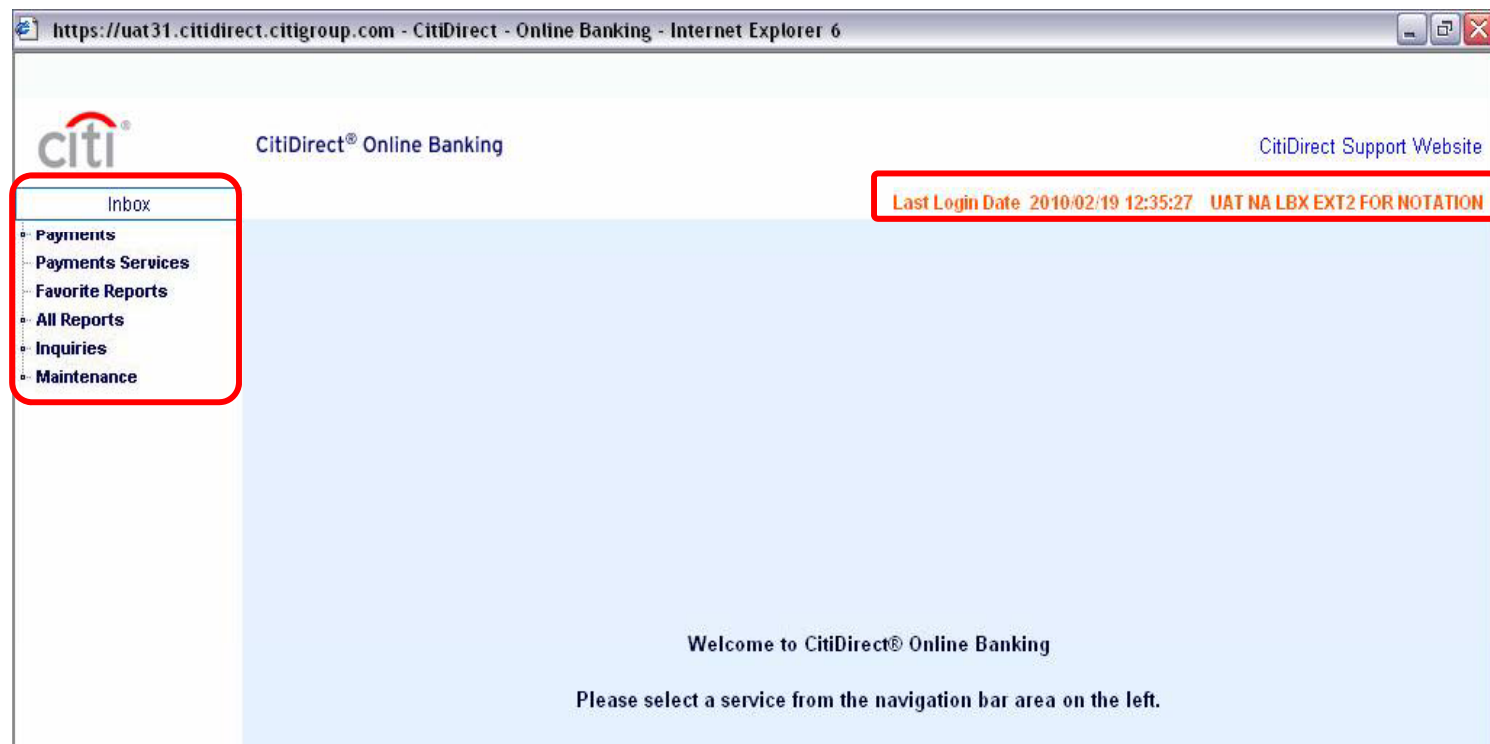 https://uat31.citidirect.citigroup.com - CitiDirect - Online Banking - Internet Explorer 6
citi®
CitiDirect® Online Banking
CitiDirect Support Website
Inbox
Last Login Date 2010/02/19 12:35:27 UAT NA LBX EXT2 FOR NOTATION
Payments
Payments Services
Favorite Reports
All Reports
Inquiries
Maintenance
Welcome to CitiDirect® Online Banking
Please select a service from the navigation bar area on the left.